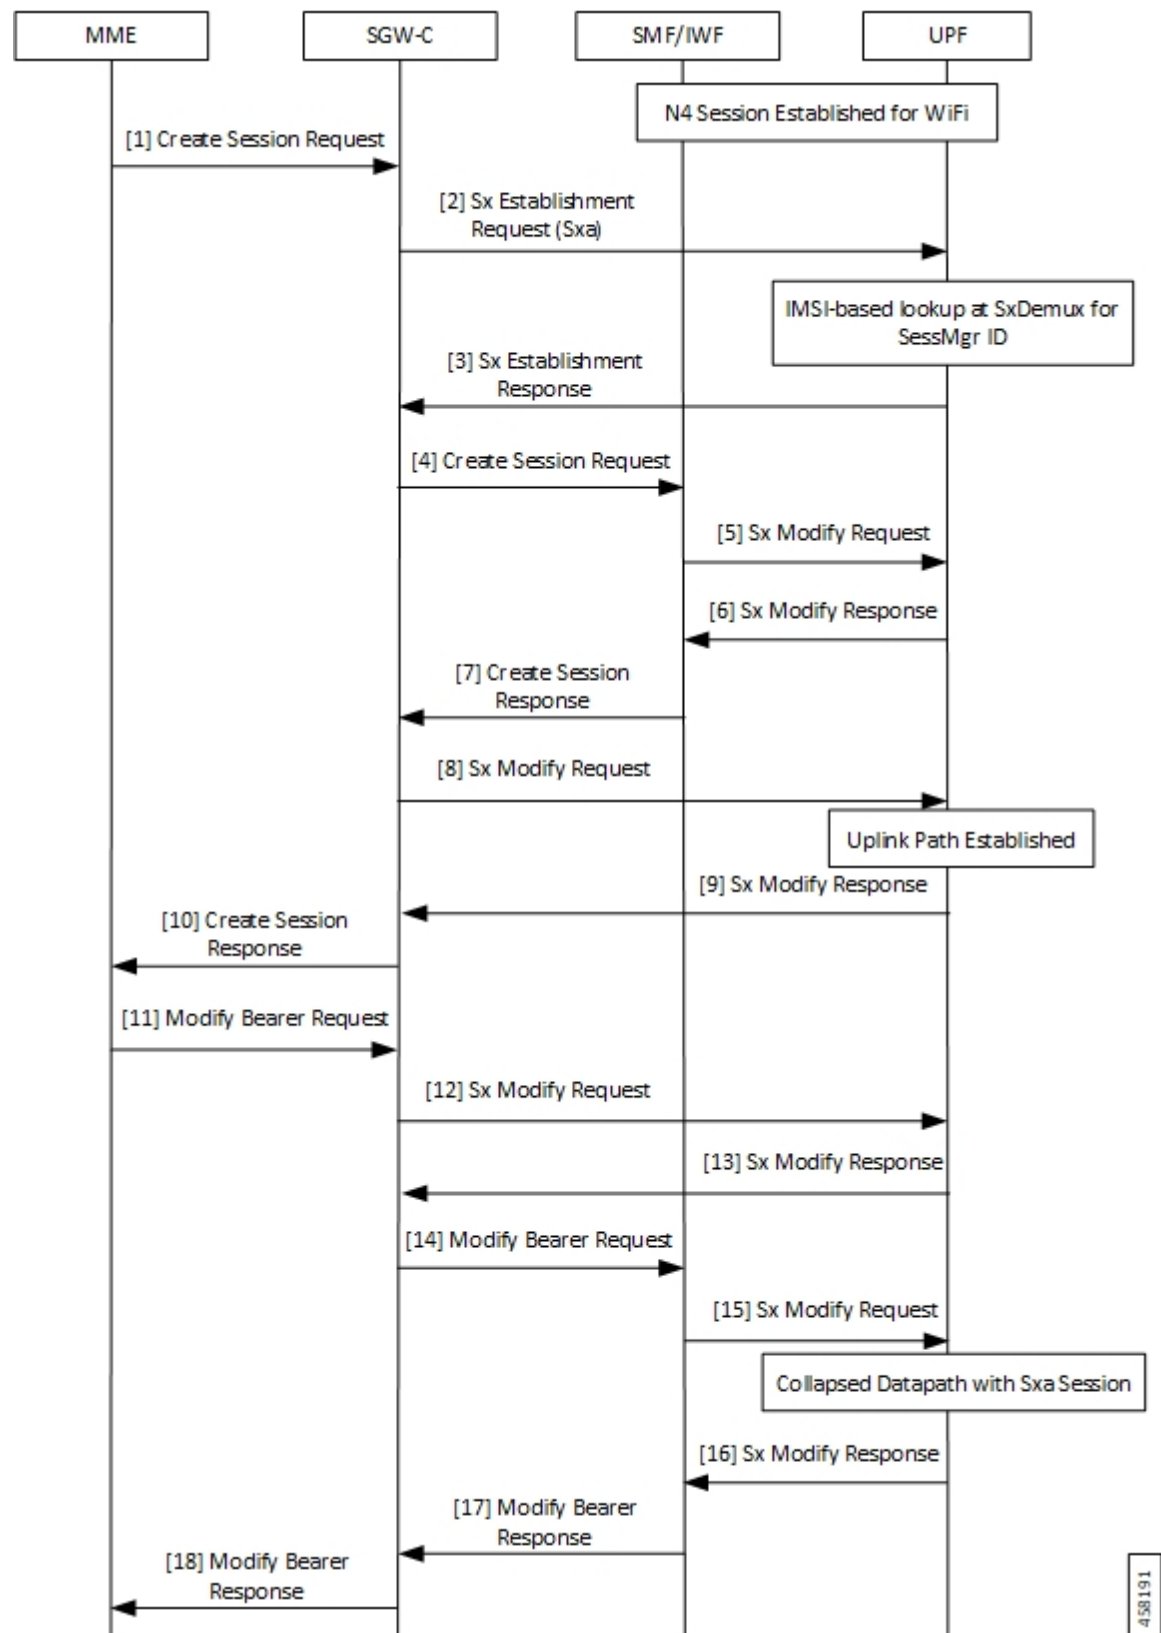 MME
SGW-C
SMF/IWF
UPF
N4 Session Established for WiFi
[1] Create Session Request
[2] Sx Establishment
Request (Sxa)
IMSI-based lookup at SxDemux for
SessMgr ID
[3] Sx Establishment
Response
[4] Create Session Request
[5] Sx Modify Request
[6] Sx Modify Response
[7] Create Session
Response
[8] Sx Modify Request
Uplink Path Established
[9] Sx Modify Response
[10] Create Session
Response
[11] Modify Bearer Request
[12] Sx Modify Request
[13] Sx Modify Response
[14] Modify Bearer Request
[15] Sx Modify Request
Collapsed Datapath with Sxa Session
[16] Sx Modify Response
[17] Modify Bearer
Response
[18] Modify Bearer
Response
458191